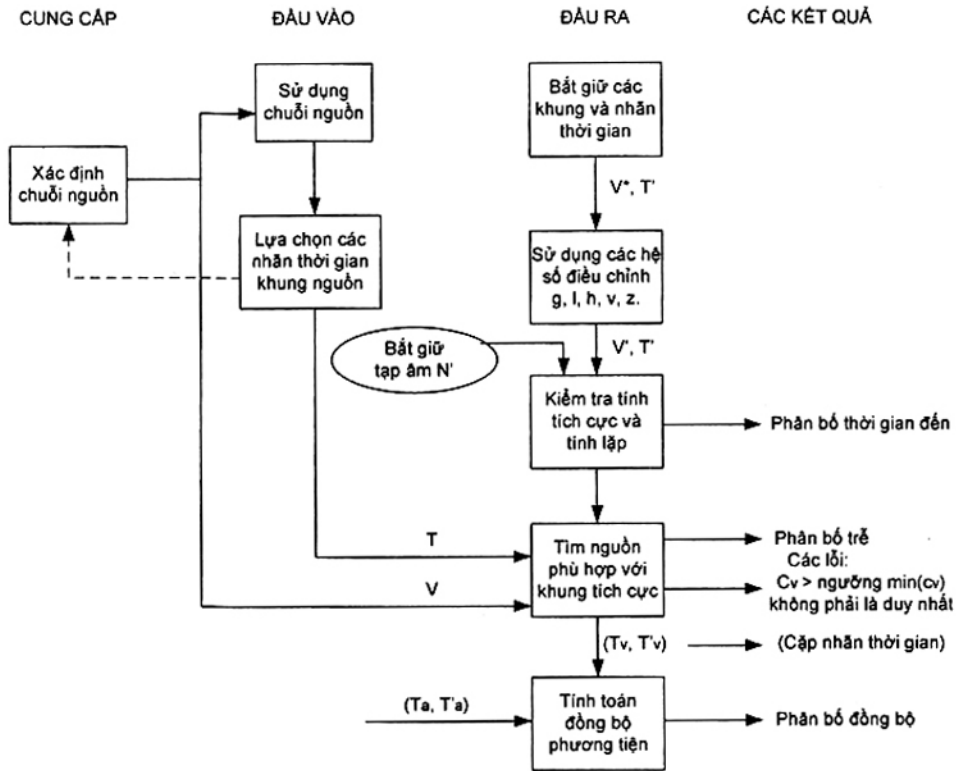 CUNG CẤP
ĐẦU VÀO
ĐẦU RA
CÁC KẾT QUẢ
Sử dụng
chuỗi nguồn
Bắt giữ các
khung và nhãn
thời gian
Xác định
chuỗi nguồn
V*, T'
Lựa chọn các
nhãn thời gian
khung nguồn
Sử dụng các hệ
số điều chỉnh
g, l, h, v, z.
V', T'
Bắt giữ
tạp âm N'
Kiểm tra tính
tích cực và
tính lặp
Phân bố thời gian đến
T
V
Tìm nguồn
phù hợp với
khung tích cực
Phân bố trễ
Các lỗi:
Cv > ngưỡng min(cv)
không phải là duy nhất
(Tv, T'v)
(Cặp nhãn thời gian)
(Ta, T'a)
Tính toán
đồng bộ
phương tiện
Phân bố đồng bộ